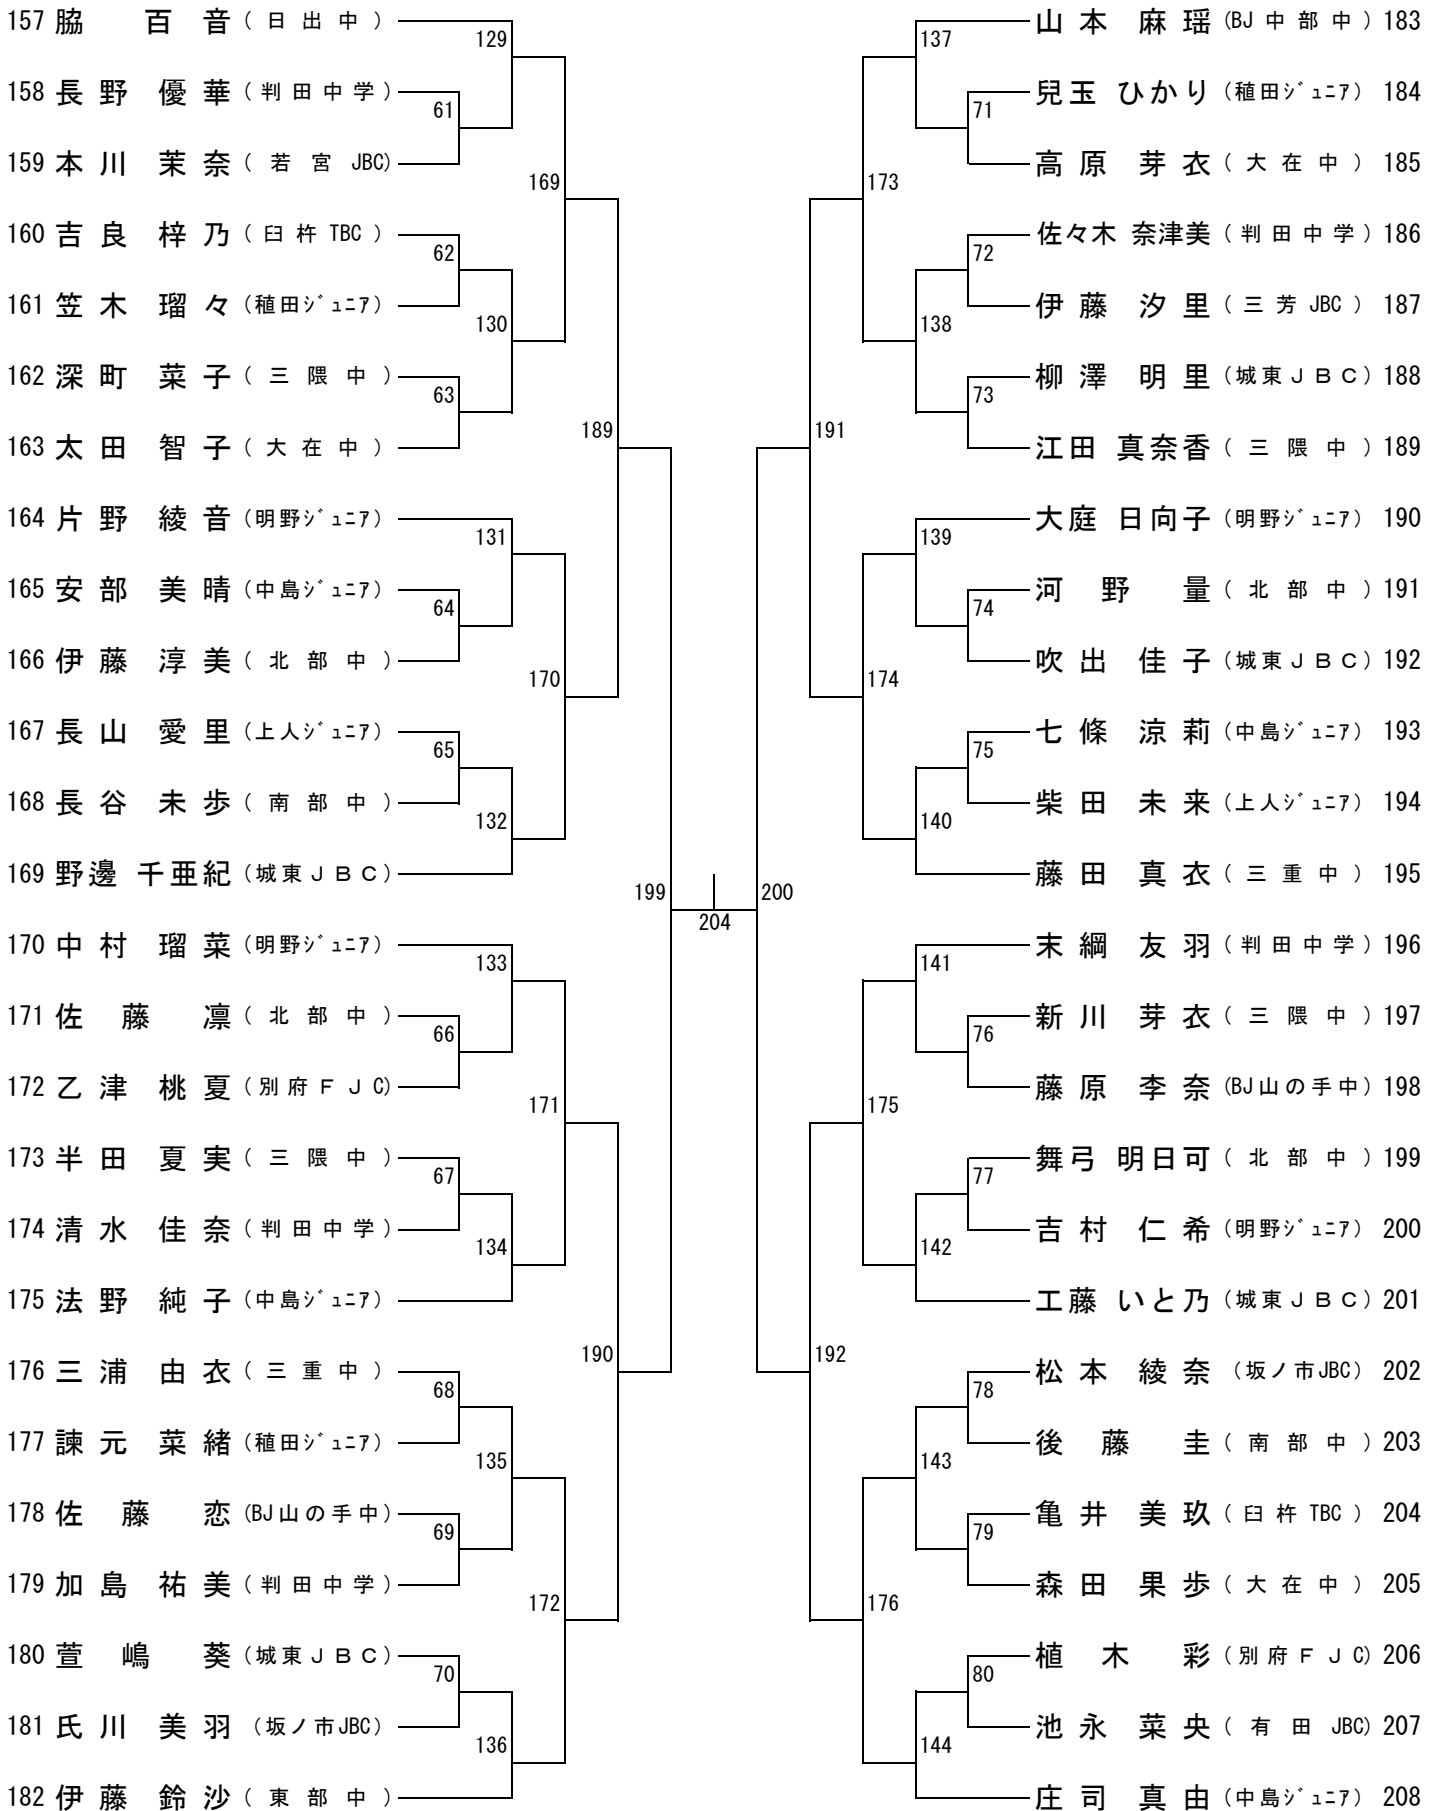 157 脇 百 音 ( 日 出 中 ) 山 本 麻 瑶 (BJ 中 部 中 ) 183
129 137
158 長 野 優 華 ( 判 田 中 学 ) 兒玉 ひかり (稙田ｼﾞｭﾆｱ) 184
61 71
159 本 川 茉 奈 ( 若 宮 JBC) 高 原 芽 衣 ( 大 在 中 ) 185
169 173
160 吉 良 梓 乃 ( 臼 杵 TBC ) 佐々木 奈津美 ( 判 田 中 学 ) 186
62 72
161 笠 木 瑠 々 (稙田ｼﾞｭﾆｱ) 伊 藤 汐 里 ( 三 芳 JBC ) 187
130 138
162 深 町 菜 子 ( 三 隈 中 ) 柳 澤 明 里 (城東ＪＢＣ) 188
63 73
189 191
163 太 田 智 子 ( 大 在 中 ) 江田 真奈香 ( 三 隈 中 ) 189
164 片 野 綾 音 (明野ｼﾞｭﾆｱ) 大庭 日向子 (明野ｼﾞｭﾆｱ) 190
131 139
165 安 部 美 晴 (中島ｼﾞｭﾆｱ) 河 野 量 ( 北 部 中 ) 191
64 74
166 伊 藤 淳 美 ( 北 部 中 ) 吹 出 佳 子 (城東ＪＢＣ) 192
170 174
167 長 山 愛 里 (上人ｼﾞｭﾆｱ) 七 條 涼 莉 (中島ｼﾞｭﾆｱ) 193
65 75
168 長 谷 未 歩 ( 南 部 中 ) 柴 田 未 来 (上人ｼﾞｭﾆｱ) 194
132 140
169 野邊 千亜紀 (城東ＪＢＣ) 藤 田 真 衣 ( 三 重 中 ) 195
199 200
204
170 中 村 瑠 菜 (明野ｼﾞｭﾆｱ) 末 綱 友 羽 ( 判 田 中 学 ) 196
133 141
171 佐 藤 凛 ( 北 部 中 ) 新 川 芽 衣 ( 三 隈 中 ) 197
66 76
172 乙 津 桃 夏 ( 別 府 Ｆ Ｊ C) 藤 原 李 奈 (BJ山の手中) 198
171 175
173 半 田 夏 実 ( 三 隈 中 ) 舞弓 明日可 ( 北 部 中 ) 199
67 77
174 清 水 佳 奈 ( 判 田 中 学 ) 吉 村 仁 希 (明野ｼﾞｭﾆｱ) 200
134 142
175 法 野 純 子 (中島ｼﾞｭﾆｱ) 工藤 いと乃 (城東ＪＢＣ) 201
190 192
176 三 浦 由 衣 ( 三 重 中 ) 松 本 綾 奈 (坂ノ市JBC) 202
68 78
177 諫 元 菜 緒 (稙田ｼﾞｭﾆｱ) 後 藤 圭 ( 南 部 中 ) 203
135 143
178 佐 藤 恋 (BJ山の手中) 亀 井 美 玖 ( 臼 杵 TBC ) 204
69 79
179 加 島 祐 美 ( 判 田 中 学 ) 森 田 果 歩 ( 大 在 中 ) 205
172 176
180 萱 嶋 葵 (城東ＪＢＣ) 植 木 彩 ( 別 府 Ｆ Ｊ C) 206
70 80
181 氏 川 美 羽 (坂ノ市JBC) 池 永 菜 央 ( 有 田 JBC) 207
136 144
182 伊 藤 鈴 沙 ( 東 部 中 ) 庄 司 真 由 (中島ｼﾞｭﾆｱ) 208